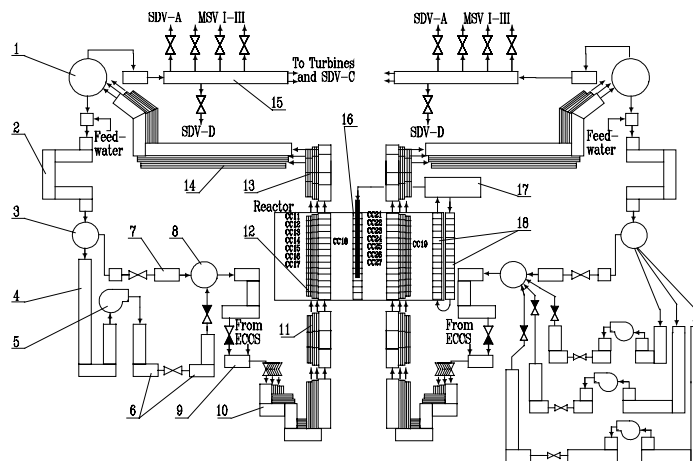 SDV-A MSV I-III
SDV-A MSV I-III
1
To Turbines
and SDV-C
15
SDV-D
SDV-D
16
Feed-
water
Feed-
water
2
14
13
17
Reactor
CC11
CC12
CC13
CC14
CC15
CC16
CC17
CC18
CC21
CC22
CC23
CC24
CC25
CC26
CC27
CC19
18
3
7
8
12
4
5
11
From
ECCS
From
ECCS
6
9
10